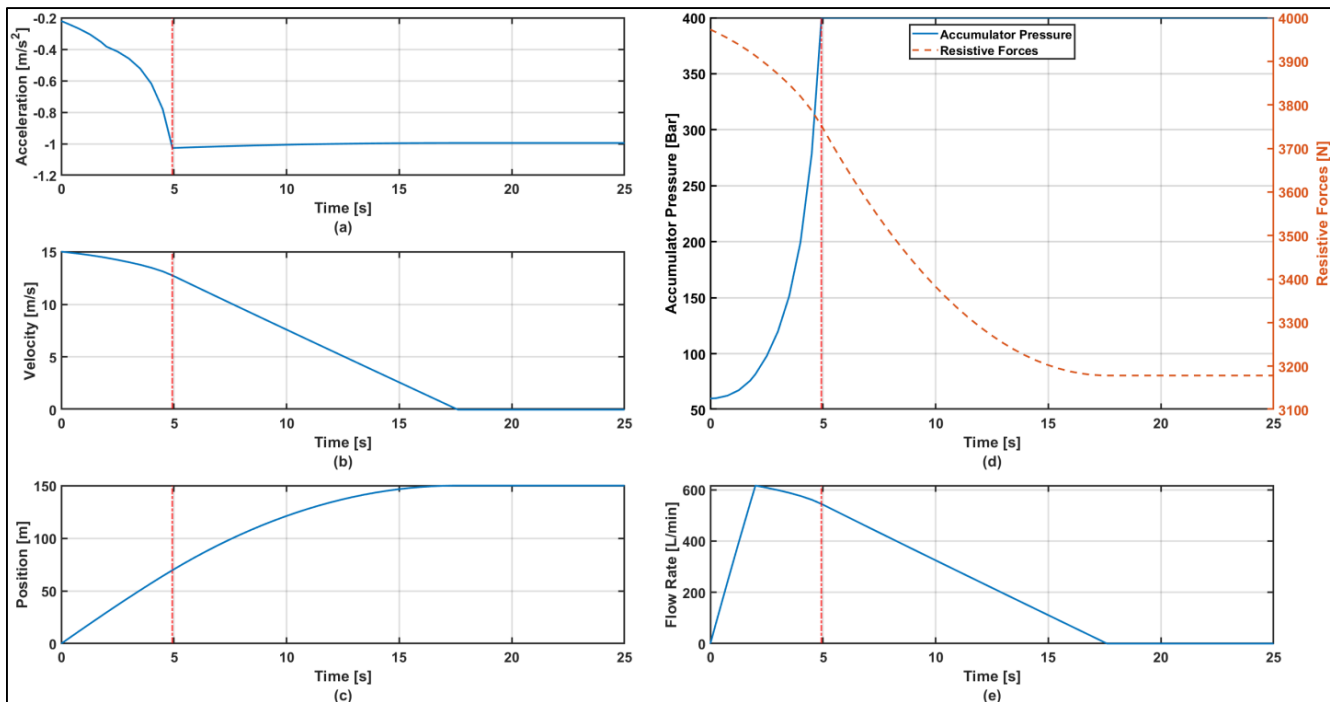 Acceleration [m/s²]
-0.2
-0.4
-0.6
-0.8
-1
-1.2
0 5 10 15 20 25
Time [s]
(a)
Velocity [m/s]
15
10
5
0
0 5 10 15 20 25
Time [s]
(b)
Position [m]
150
100
50
0
0 5 10 15 20 25
Time [s]
(c)
Accumulator Pressure
Resistive Forces
Accumulator Pressure [Bar]
400
350
300
250
200
150
100
50
Resistive Forces [N]
4000
3900
3800
3700
3600
3500
3400
3300
3200
3100
0 5 10 15 20 25
Time [s]
(d)
Flow Rate [L/min]
600
400
200
0
0 5 10 15 20 25
Time [s]
(e)